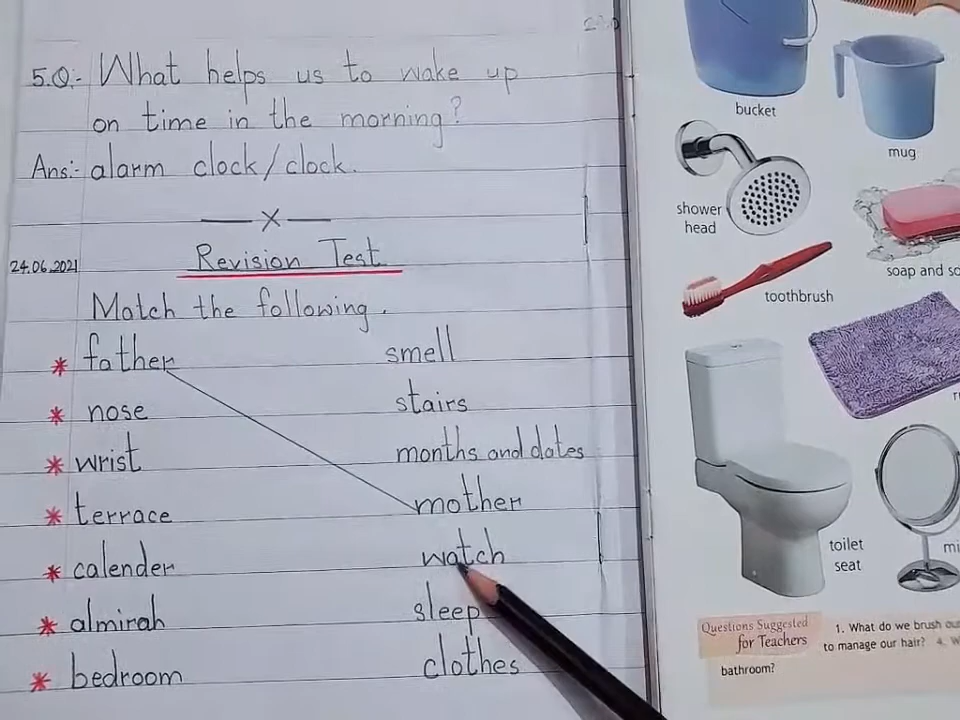 5.Q:- What helps us to wake up
on time in the morning?
Ans:- alarm clock/clock.
24.06.2021
Revision Test
Match the following.
* father smell
* nose stairs
* wrist months and dates
* terrace mother
* calender watch
* almirah sleep
* bedroom clothes
bucket
mug
shower
head
soap and so
toothbrush
toilet
seat
mi
Questions Suggested
for Teachers
1. What do we brush ou
to manage our hair? 4. W
bathroom?